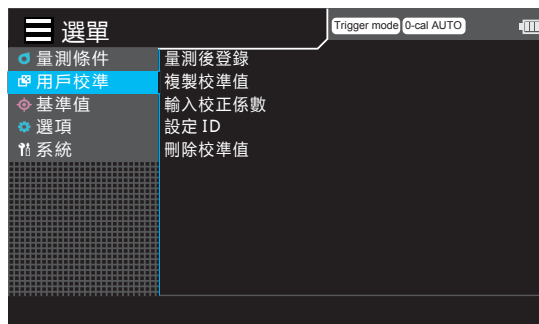 選單
Trigger mode 0-cal AUTO
量測條件
用戶校準
基準值
選項
系統
量測後登錄
複製校準值
輸入校正係數
設定 ID
刪除校準值